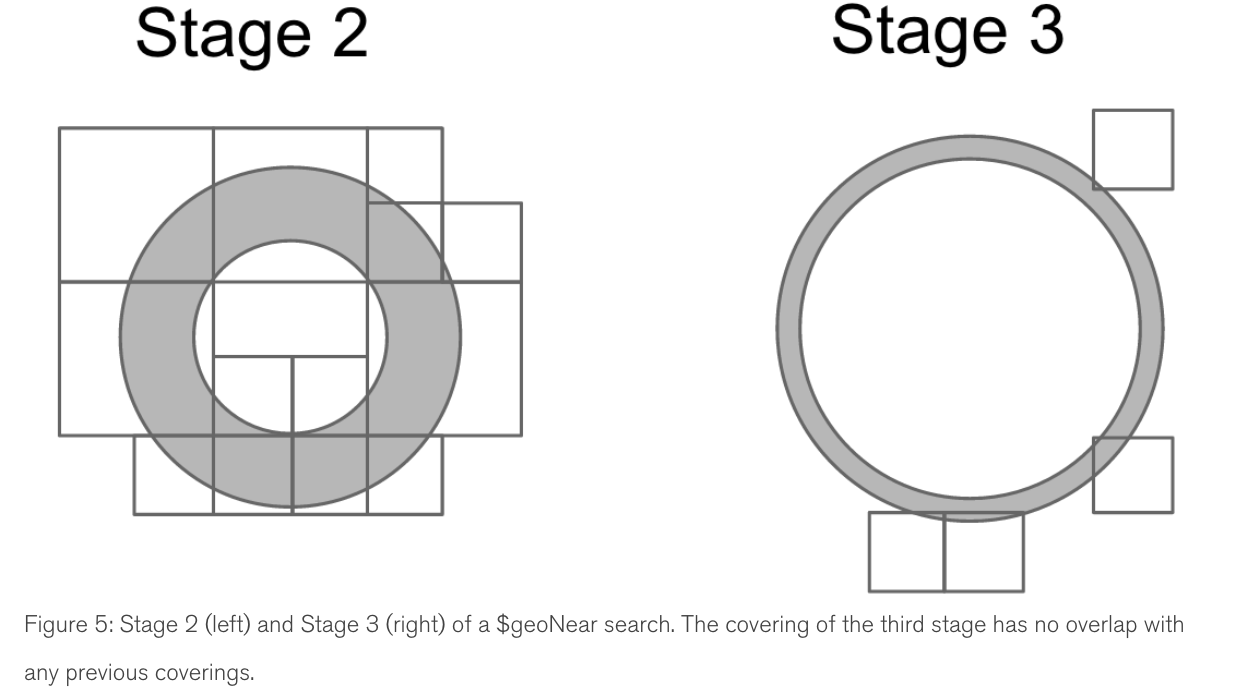 Stage 2
Stage 3
Figure 5: Stage 2 (left) and Stage 3 (right) of a $geoNear search. The covering of the third stage has no overlap with
any previous coverings.